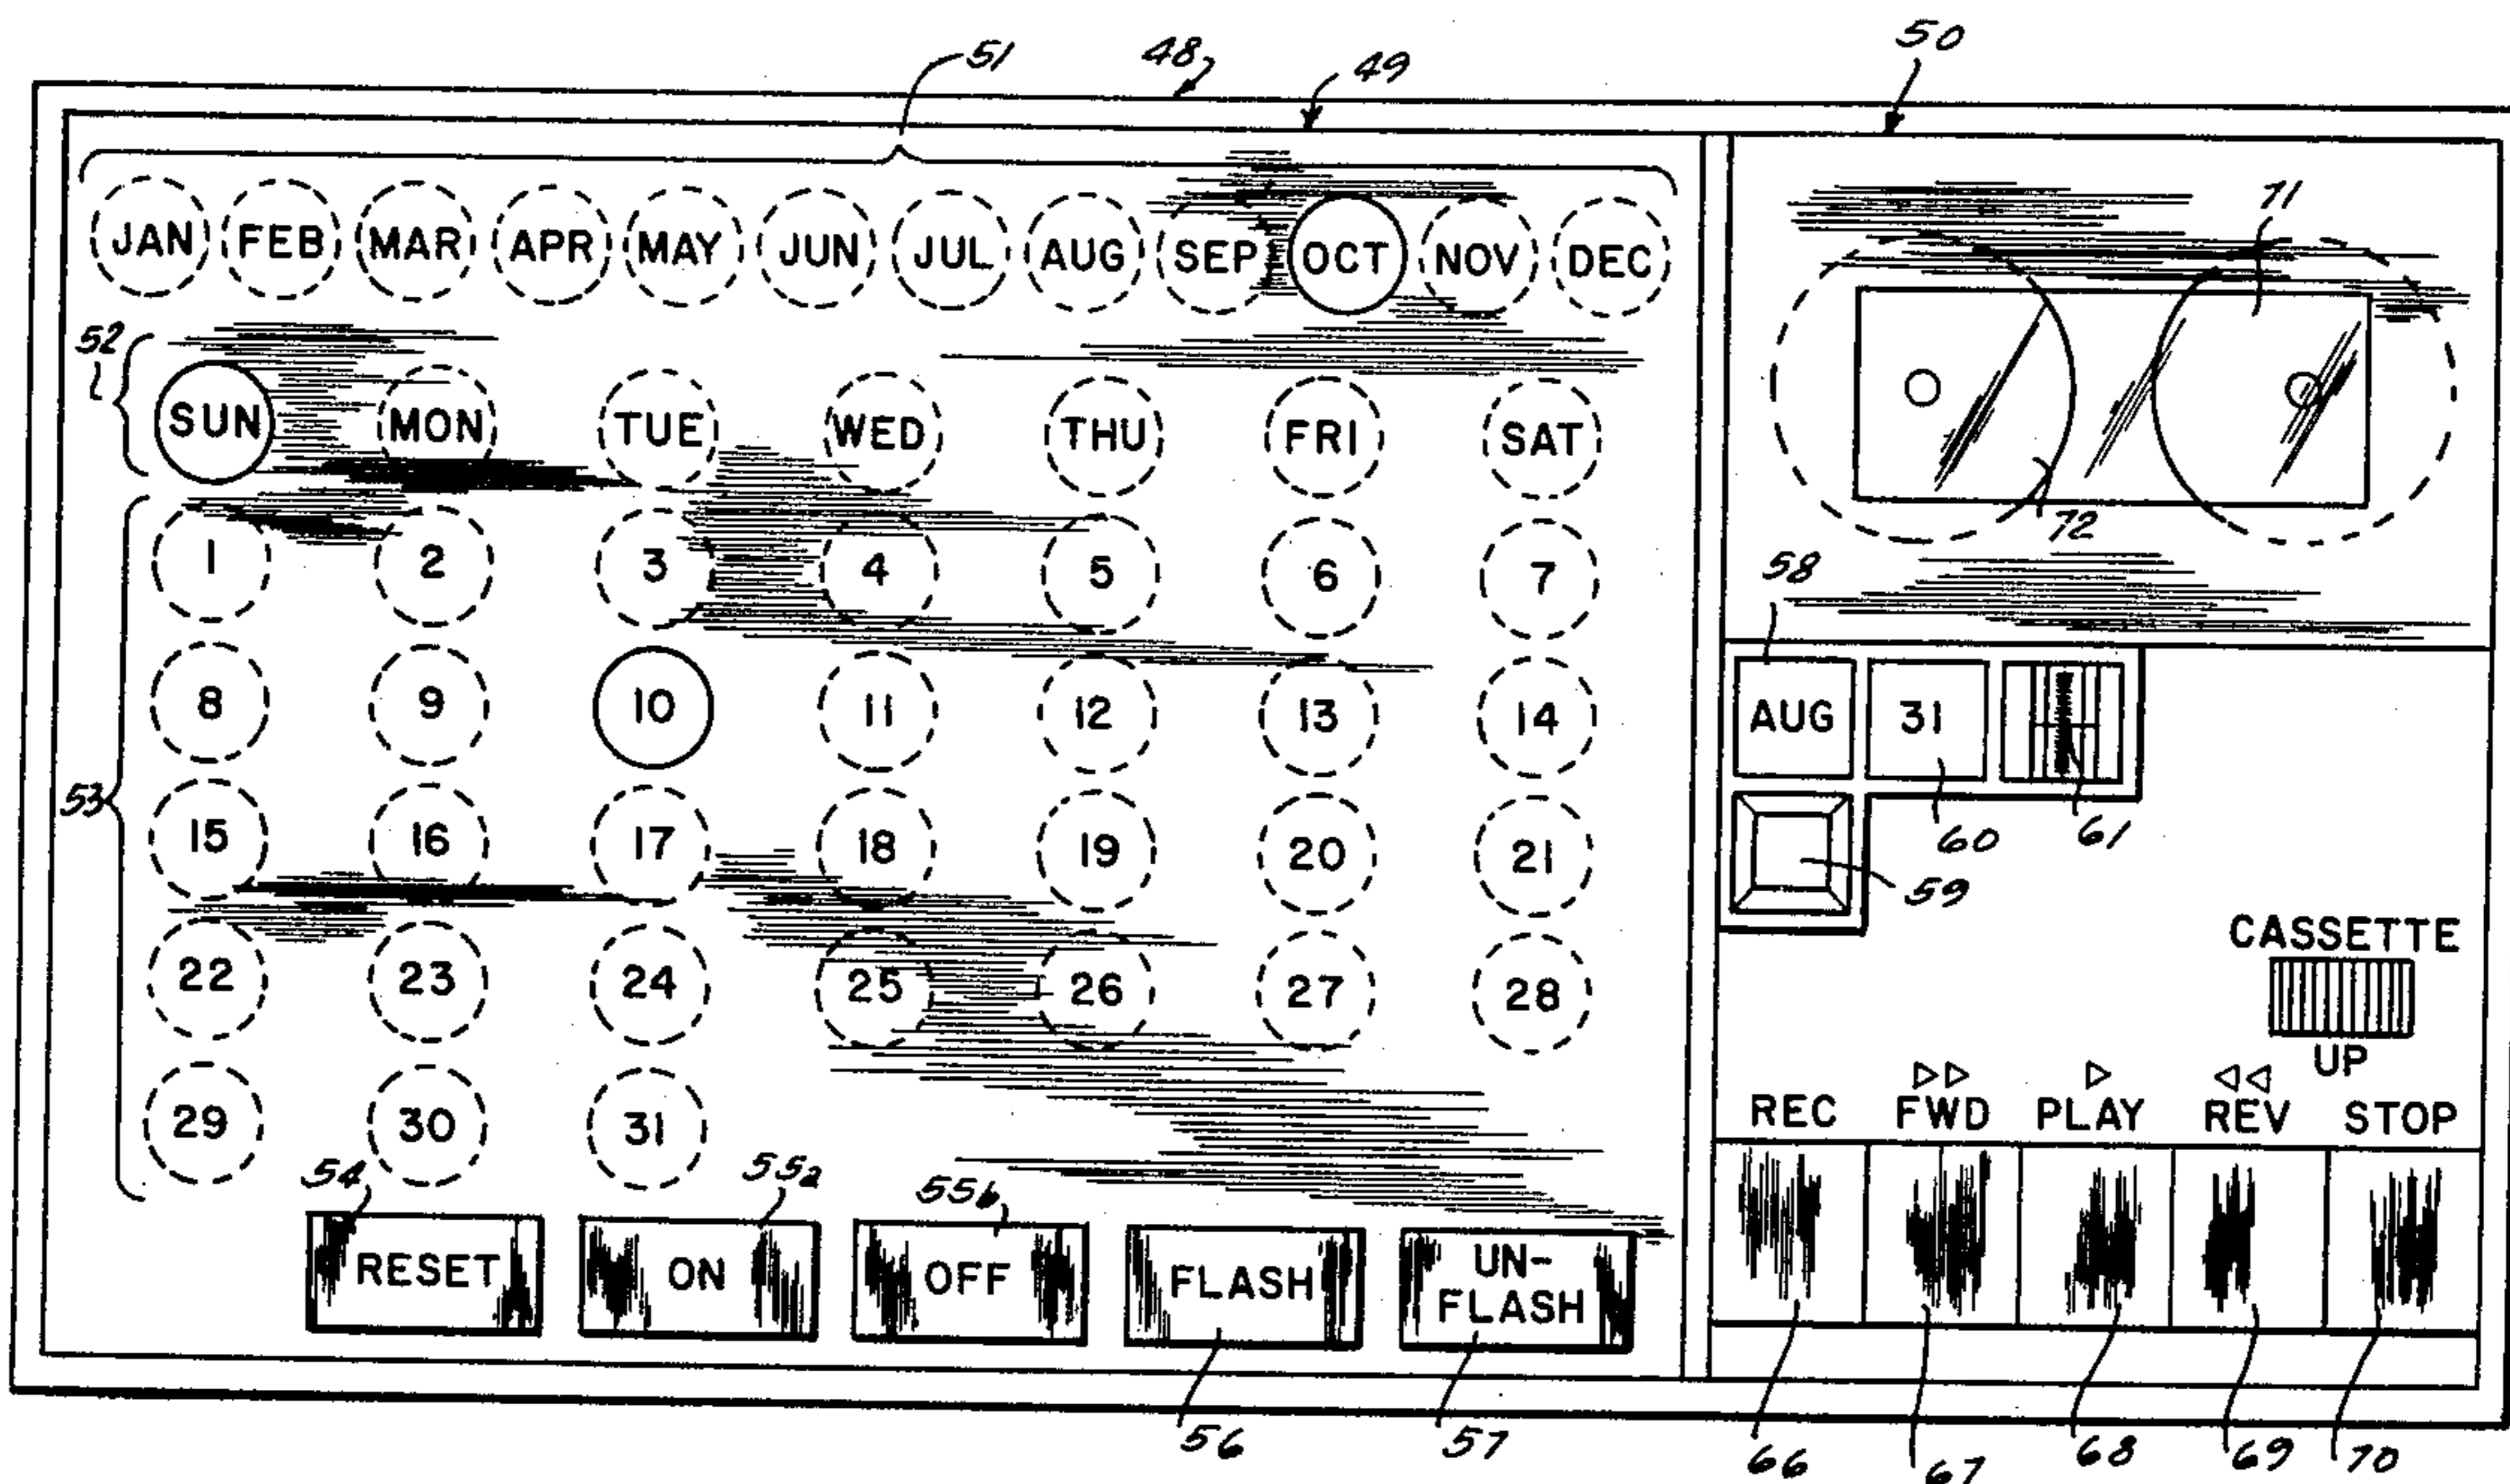 51 48 49 50
JAN FEB MAR APR MAY JUN JUL AUG SEP OCT NOV DEC
71
52
SUN MON TUE WED THU FRI SAT
72
1 2 3 4 5 6 7
58
8 9 10 11 12 13 14
AUG 31
53
15 16 17 18 19 20 21
60 61
59
22 23 24 25 26 27 28
CASSETTE
UP
29 30 31
REC FWD PLAY REV STOP
54 55a 55b
RESET ON OFF FLASH UN-
FLASH
56 57 66 67 68 69 70